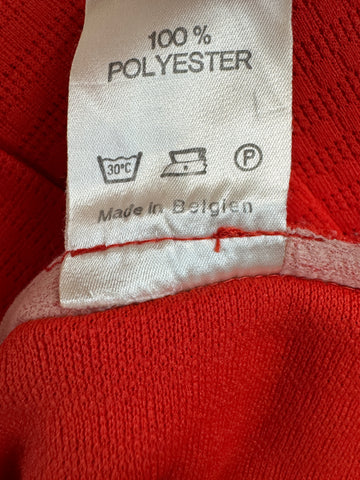 100 %
POLYESTER
30°C P
Made in Belgien